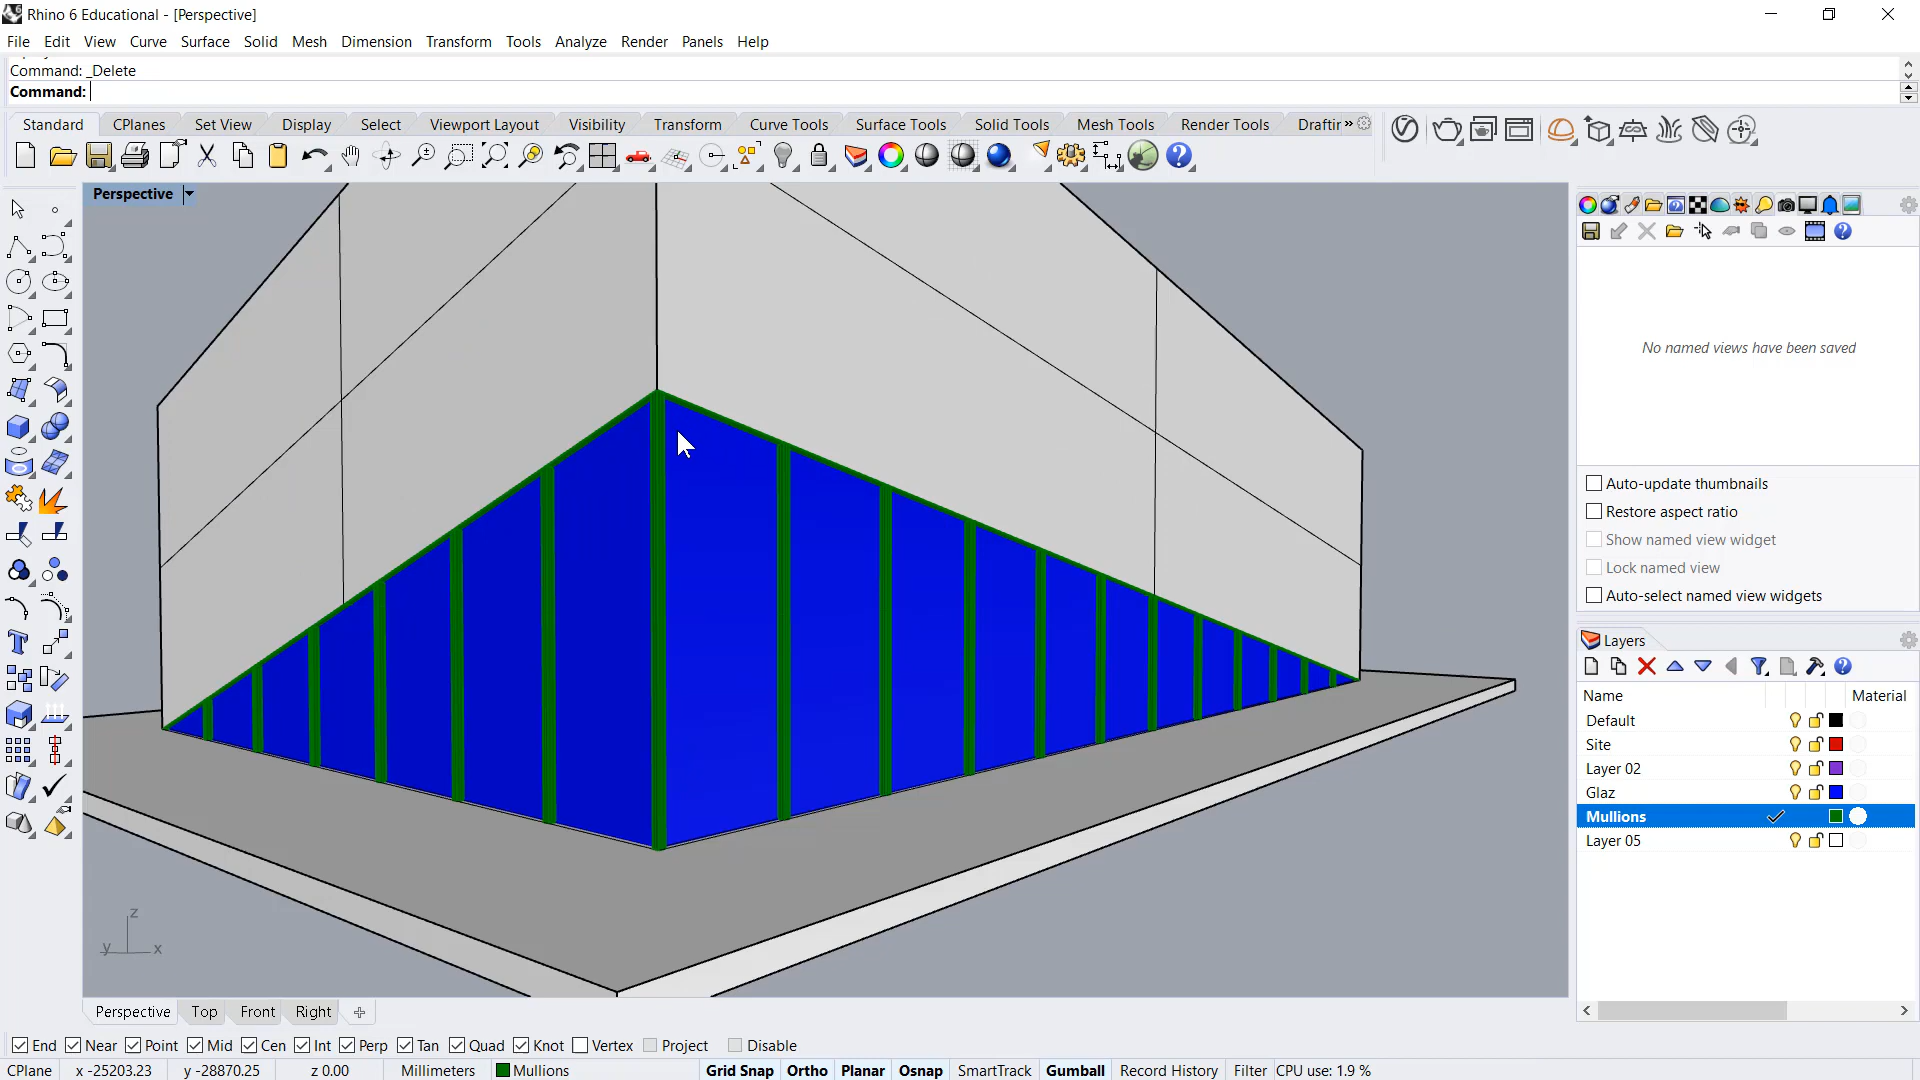 Rhino 6 Educational - [Perspective]
File Edit View Curve Surface Solid Mesh Dimension Transform Tools Analyze Render Panels Help
Command: _Delete
Command:
Standard CPlanes Set View Display Select Viewport Layout Visibility Transform Curve Tools Surface Tools Solid Tools Mesh Tools Render Tools Draftin
Perspective
No named views have been saved
Auto-update thumbnails
Restore aspect ratio
Show named view widget
Lock named view
Auto-select named view widgets
Layers
Name Material
Default
Site
Layer 02
Glaz
Mullions
Layer 05
z
y x
Perspective Top Front Right
End Near Point Mid Cen Int Perp Tan Quad Knot Vertex Project Disable
CPlane x -25203.23 y -28870.25 z 0.00 Millimeters Mullions Grid Snap Ortho Planar Osnap SmartTrack Gumball Record History Filter CPU use: 1.9 %